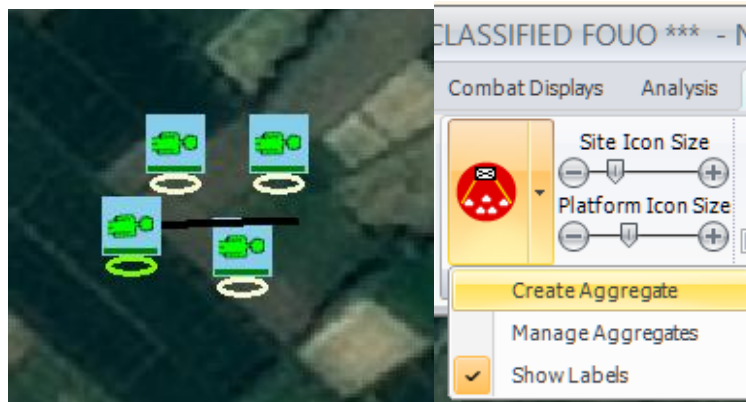 CLASSIFIED FOUO *** - N
Combat Displays Analysis
Site Icon Size
Platform Icon Size
Create Aggregate
Manage Aggregates
Show Labels